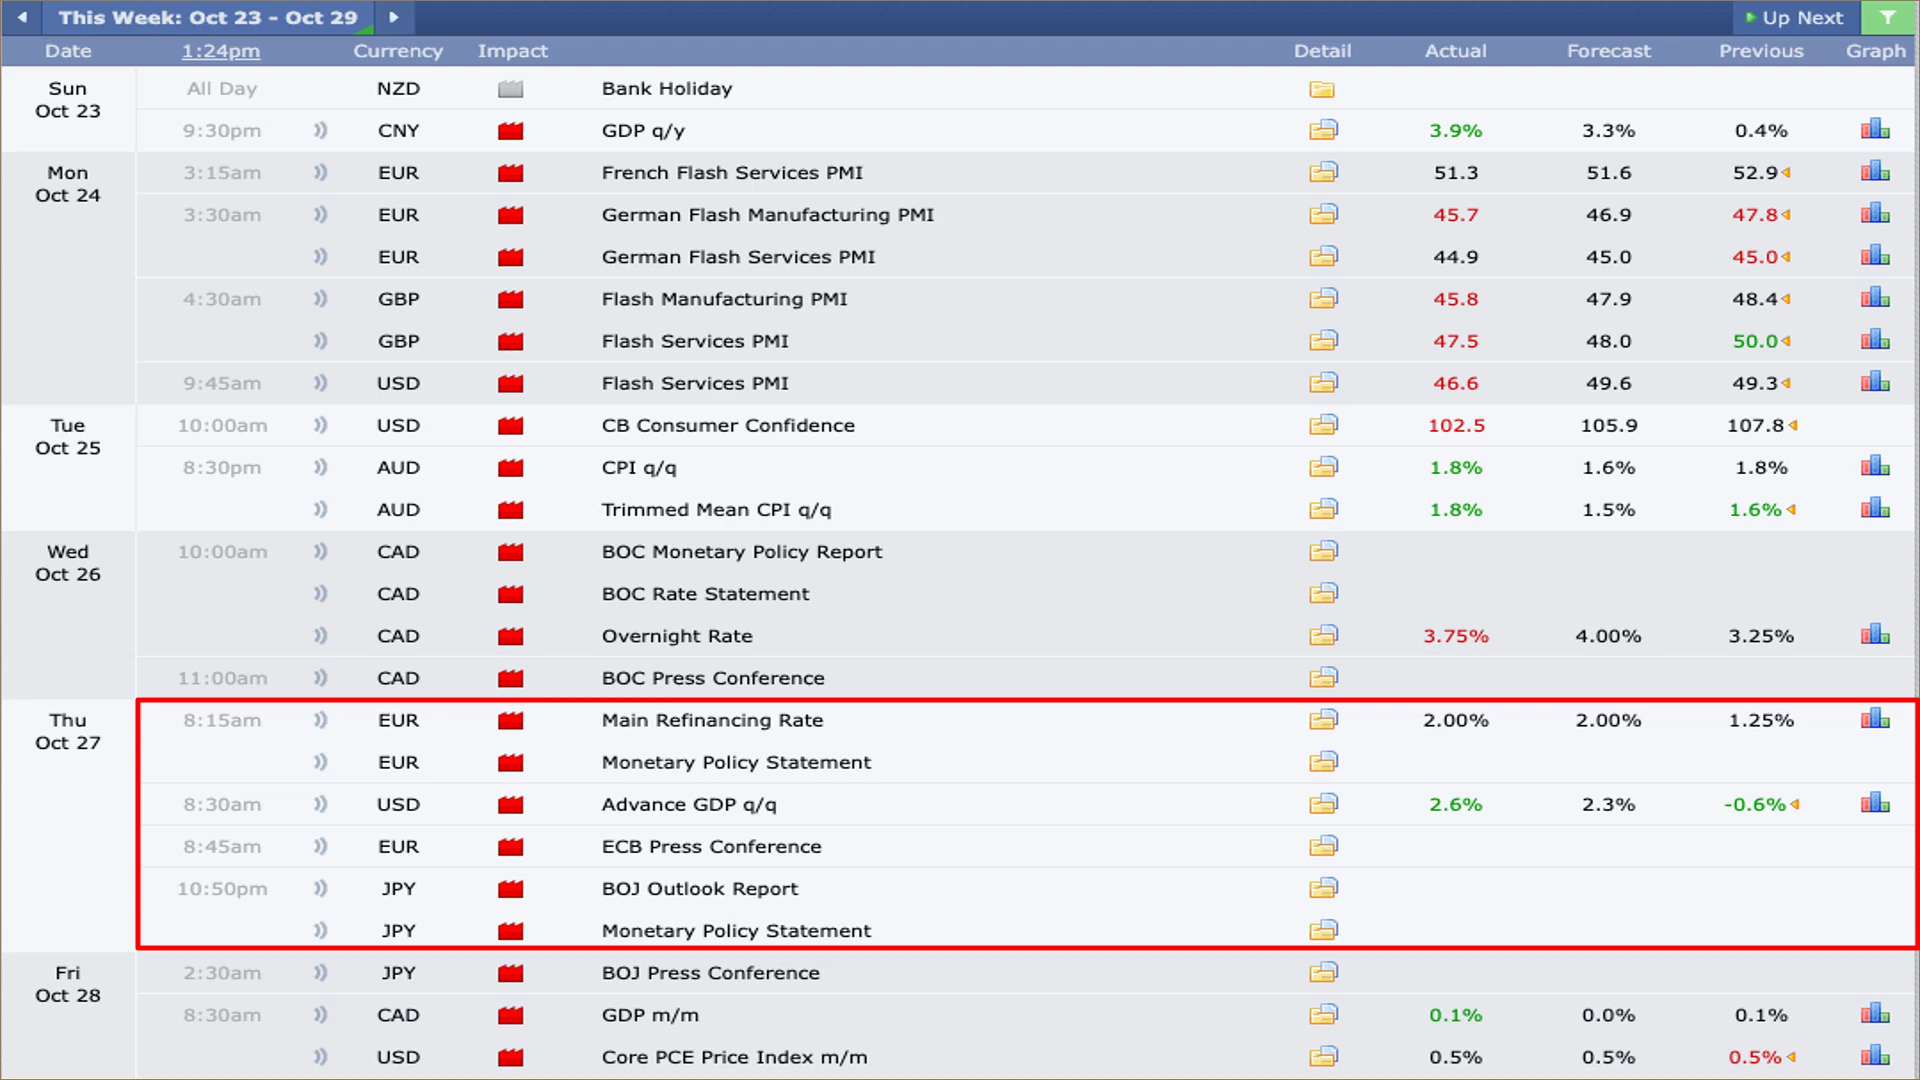 This Week: Oct 23 - Oct 29 Up Next
Date 1:24pm Currency Impact Detail Actual Forecast Previous Graph
Sun Oct 23 All Day NZD Bank Holiday
9:30pm CNY GDP q/y 3.9% 3.3% 0.4%
Mon Oct 24 3:15am EUR French Flash Services PMI 51.3 51.6 52.9
3:30am EUR German Flash Manufacturing PMI 45.7 46.9 47.8
EUR German Flash Services PMI 44.9 45.0 45.0
4:30am GBP Flash Manufacturing PMI 45.8 47.9 48.4
GBP Flash Services PMI 47.5 48.0 50.0
9:45am USD Flash Services PMI 46.6 49.6 49.3
Tue Oct 25 10:00am USD CB Consumer Confidence 102.5 105.9 107.8
8:30pm AUD CPI q/q 1.8% 1.6% 1.8%
AUD Trimmed Mean CPI q/q 1.8% 1.5% 1.6%
Wed Oct 26 10:00am CAD BOC Monetary Policy Report
CAD BOC Rate Statement
CAD Overnight Rate 3.75% 4.00% 3.25%
11:00am CAD BOC Press Conference
Thu Oct 27 8:15am EUR Main Refinancing Rate 2.00% 2.00% 1.25%
EUR Monetary Policy Statement
8:30am USD Advance GDP q/q 2.6% 2.3% -0.6%
8:45am EUR ECB Press Conference
10:50pm JPY BOJ Outlook Report
JPY Monetary Policy Statement
Fri Oct 28 2:30am JPY BOJ Press Conference
8:30am CAD GDP m/m 0.1% 0.0% 0.1%
USD Core PCE Price Index m/m 0.5% 0.5% 0.5%